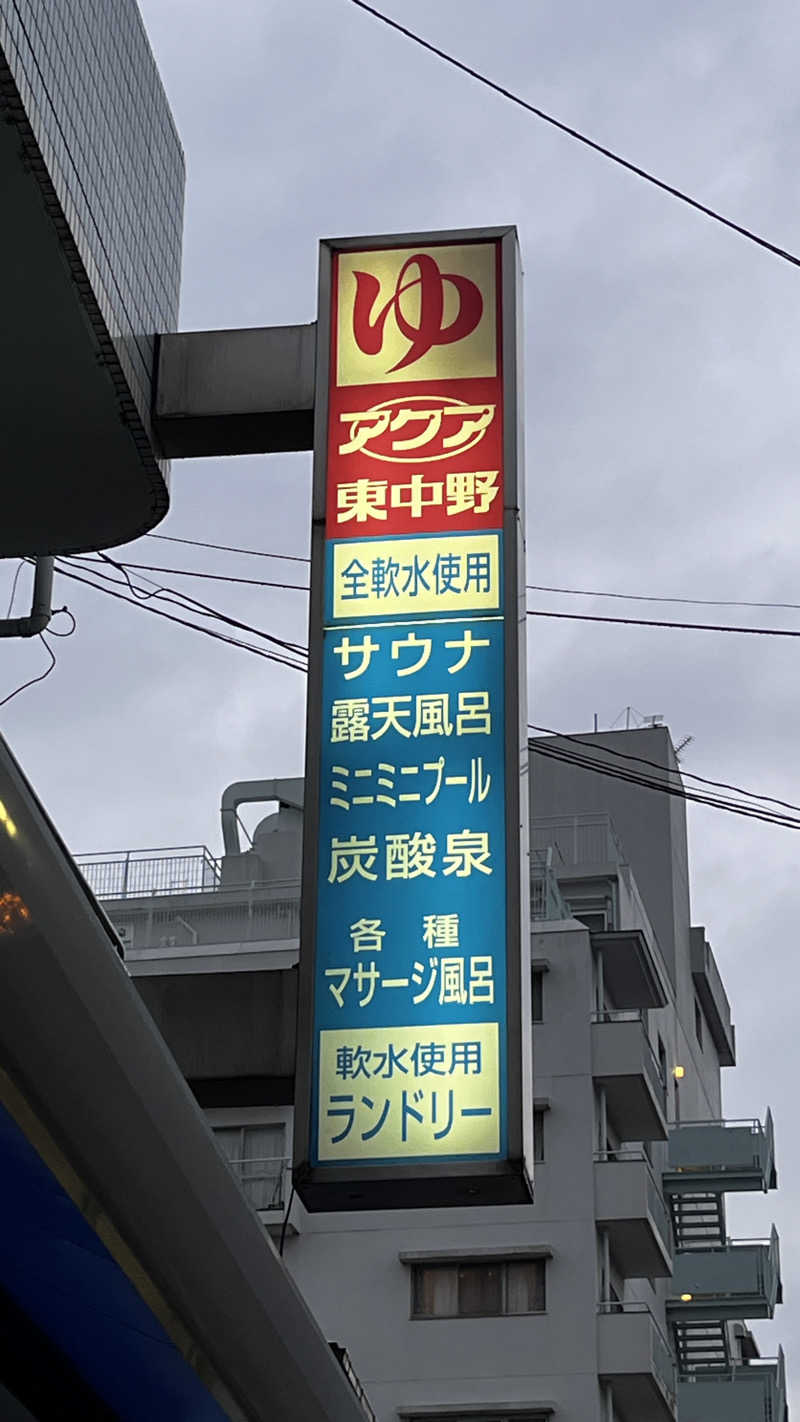 ゆ
アクア
東中野
全軟水使用
サウナ
露天風呂
ミニミニプール
炭酸泉
各種
マサージ風呂
軟水使用
ランドリー